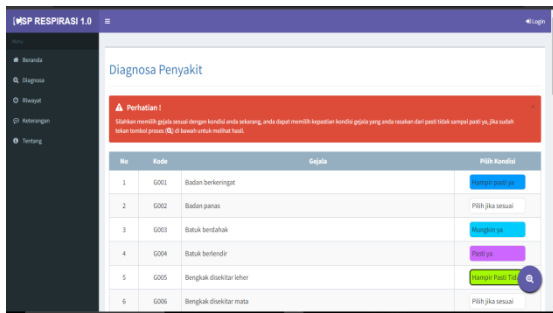 SP RESPIRASI 1.0
Login
Menu
Beranda
Diagnosa
Riwayat
Keterangan
Tentang
Diagnosa Penyakit
Perhatian !
Silahkan memilih gejala sesuai dengan kondisi anda sekarang, anda dapat memilih kepastian kondisi gejala yang anda rasakan dari pasti tidak sampai pasti ya, jika sudah
tekan tombol proses () di bawah untuk melihat hasil.
No Kode Gejala Pilih Kondisi
1 G001 Badan berkeringat Hampir pasti ya
2 G002 Badan panas Pilih jika sesuai
3 G003 Batuk berdahak Mungkin ya
4 G004 Batuk berlendir Pasti ya
5 G005 Bengkak disekitar leher Hampir Pasti Tid
6 G006 Bengkak disekitar mata Pilih jika sesuai